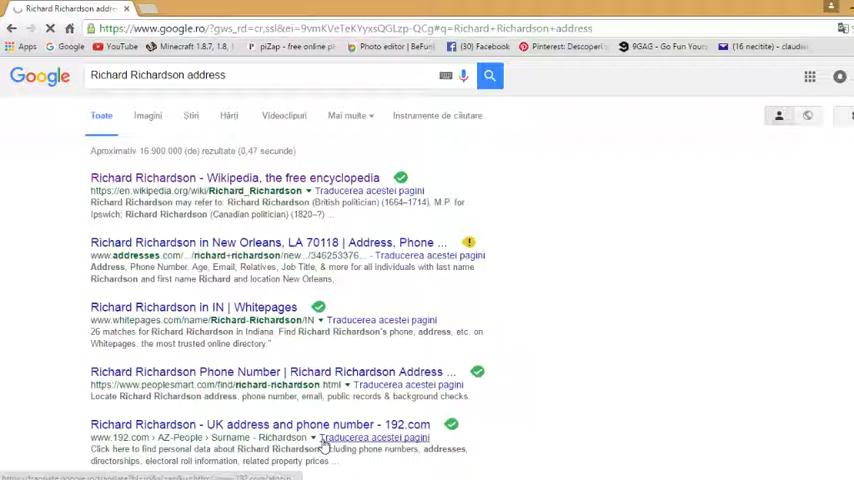 Richard Richardson addre
https://www.google.ro/?gws_rd=cr,ssl&ei=9vmKVeTeKYyxsQGLzp-QCg#q=Richard+Richardson+address
Apps Google YouTube Minecraft 1.8.7, 1.8, piZap - free online p Photo editor | BeFun (30) Facebook Pinterest: Descoperi 9GAG - Go Fun Yours (16 necitite) - claudie
Google Richard Richardson address
Toate Imagini Știri Hărți Videoclipuri Mai multe Instrumente de căutare
Aproximativ 16.900.000 (de) rezultate (0,47 secunde)
Richard Richardson - Wikipedia, the free encyclopedia
https://en.wikipedia.org/wiki/Richard_Richardson Traducerea acestei pagini
Richard Richardson may refer to: Richard Richardson (British politician) (1664–1714), M.P. for
Ipswich; Richard Richardson (Canadian politician) (1820–?) ...
Richard Richardson in New Orleans, LA 70118 | Address, Phone ...
www.addresses.com/.../richard+richardson/new.../346253376... - Traducerea acestei pagini
Address, Phone Number, Age, Email, Relatives, Job Title, & more for all individuals with last name
Richardson and first name Richard and location New Orleans,
Richard Richardson in IN | Whitepages
www.whitepages.com/name/Richard-Richardson/IN Traducerea acestei pagini
26 matches for Richard Richardson in Indiana. Find Richard Richardson's phone, address, etc. on
Whitepages, the most trusted online directory."
Richard Richardson Phone Number | Richard Richardson Address ...
https://www.peoplesmart.com/find/richard-richardson.html Traducerea acestei pagini
Locate Richard Richardson address, phone number, email, public records & background checks.
Richard Richardson - UK address and phone number - 192.com
www.192.com › AZ-People › Surname - Richardson Traducerea acestei pagini
Click here to find personal data about Richard Richardson including phone numbers, addresses,
directorships, electoral roll information, related property prices ...